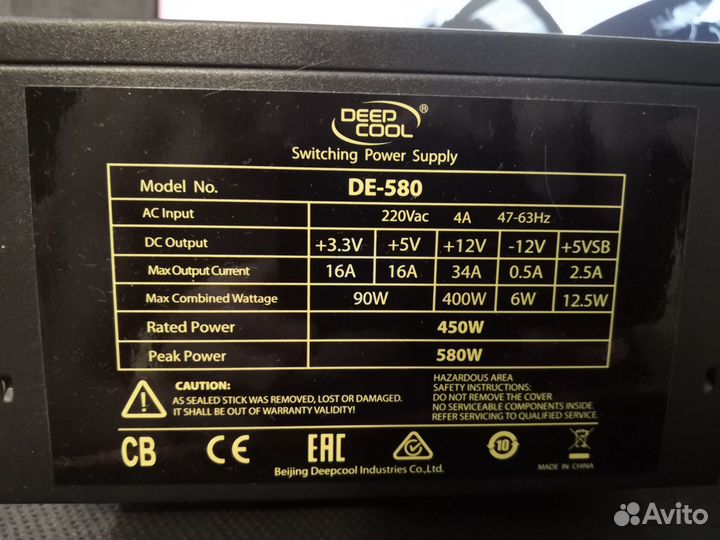 DEEP
COOL ®
Switching Power Supply
Model No. DE-580
AC Input 220Vac 4A 47-63Hz
DC Output +3.3V +5V +12V -12V +5VSB
Max Output Current 16A 16A 34A 0.5A 2.5A
Max Combined Wattage 90W 400W 6W 12.5W
Rated Power 450W
Peak Power 580W
CAUTION:
AS SEALED STICK WAS REMOVED, LOST OR DAMAGED.
IT SHALL BE OUT OF WARRANTY VALIDITY!
HAZARDOUS AREA
SAFETY INSTRUCTIONS:
DO NOT REMOVE THE COVER
NO SERVICEABLE COMPONENTS INSIDE.
REFER SERVICING TO QUALIFIED SERVICE.
CB CE EAC 10
Beijing Deepcool Industries Co.,Ltd.
MADE IN CHINA
Avito